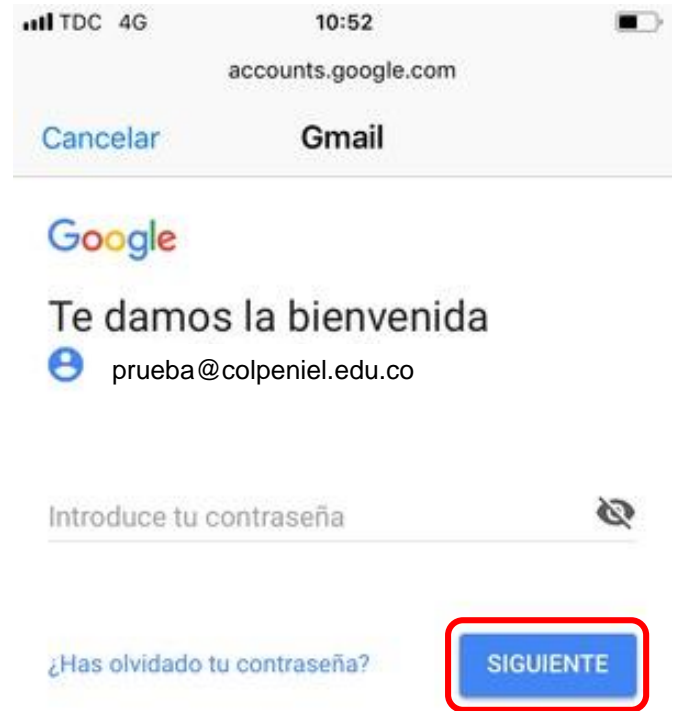 TDC 4G 10:52
accounts.google.com
Cancelar Gmail
Google
Te damos la bienvenida
prueba@colpeniel.edu.co
Introduce tu contraseña
¿Has olvidado tu contraseña? SIGUIENTE